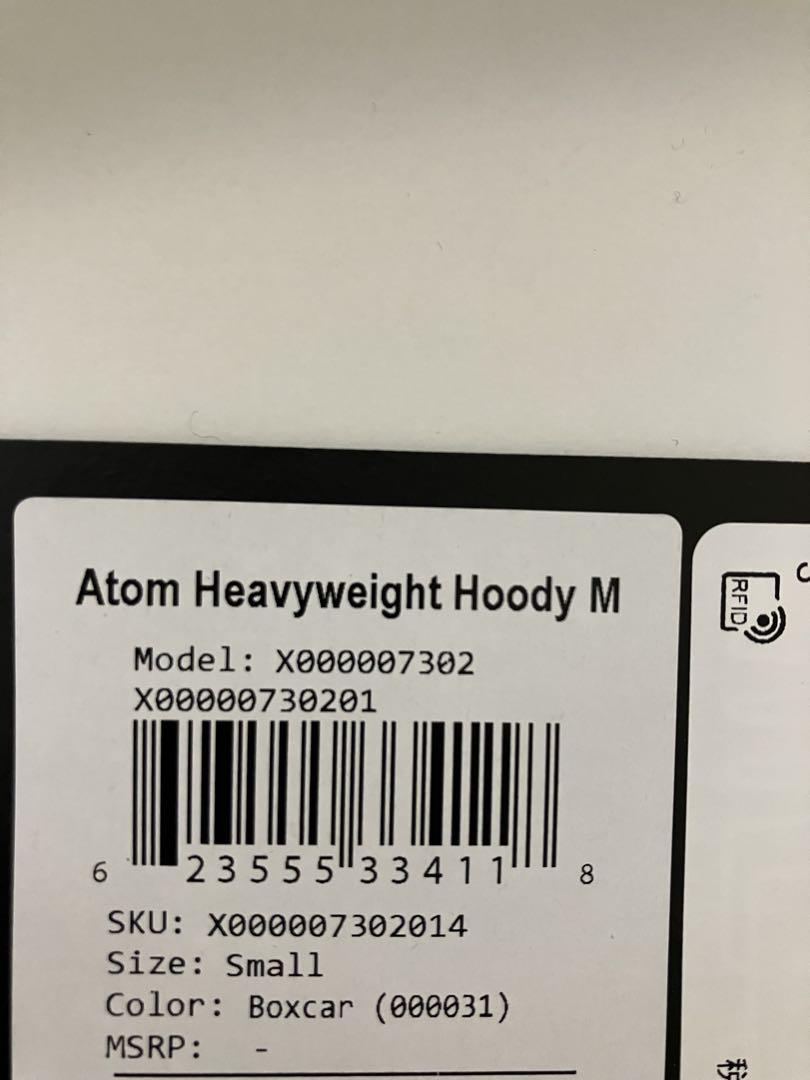 Atom Heavyweight Hoody M
Model: X000007302
X00000730201
6 23555 33411 8
SKU: X000007302014
Size: Small
Color: Boxcar (000031)
MSRP: -
RFID